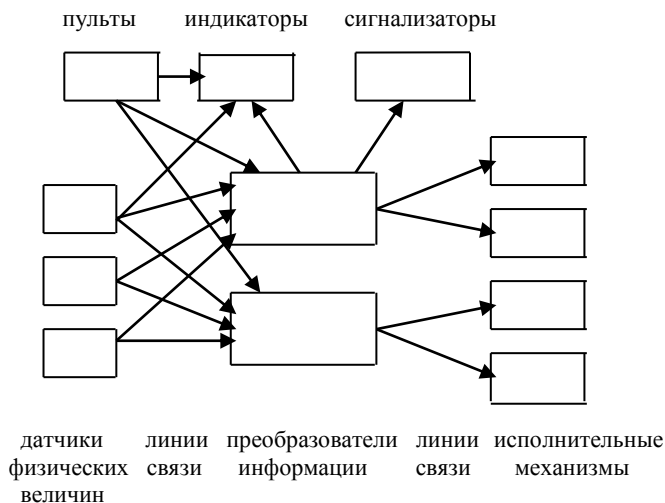 пульты индикаторы сигнализаторы
датчики линии преобразователи линии исполнительные
физических связи информации связи механизмы
величин